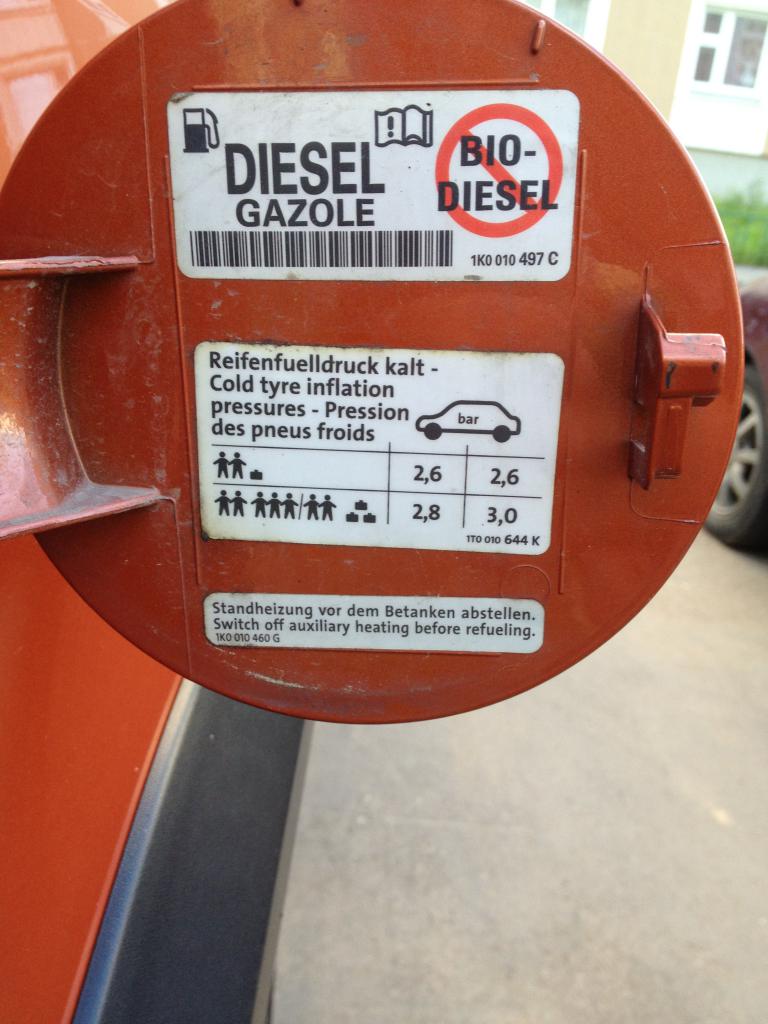 DIESEL
GAZOLE
BIO-
DIESEL
1K0 010 497 C
Reifenfuelldruck kalt -
Cold tyre inflation
pressures - Pression
des pneus froids
bar
2,6 2,6
2,8 3,0
1T0 010 644 K
Standheizung vor dem Betanken abstellen.
Switch off auxiliary heating before refueling.
1K0 010 460 G